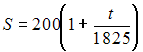 S = 200(1 + t/1825)